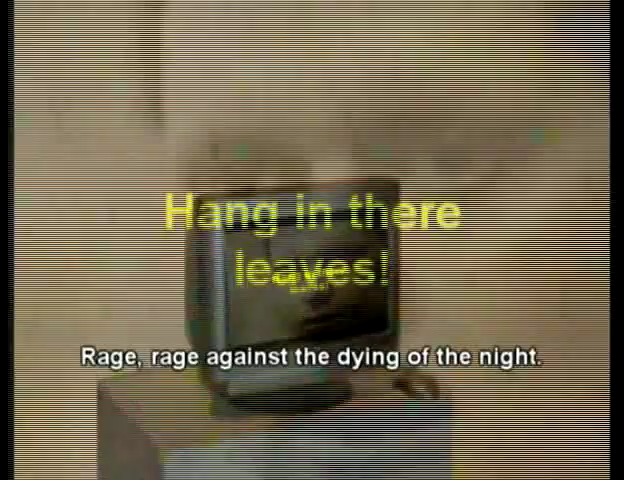 Hang in there
leaves!
Rage, rage against the dying of the night.